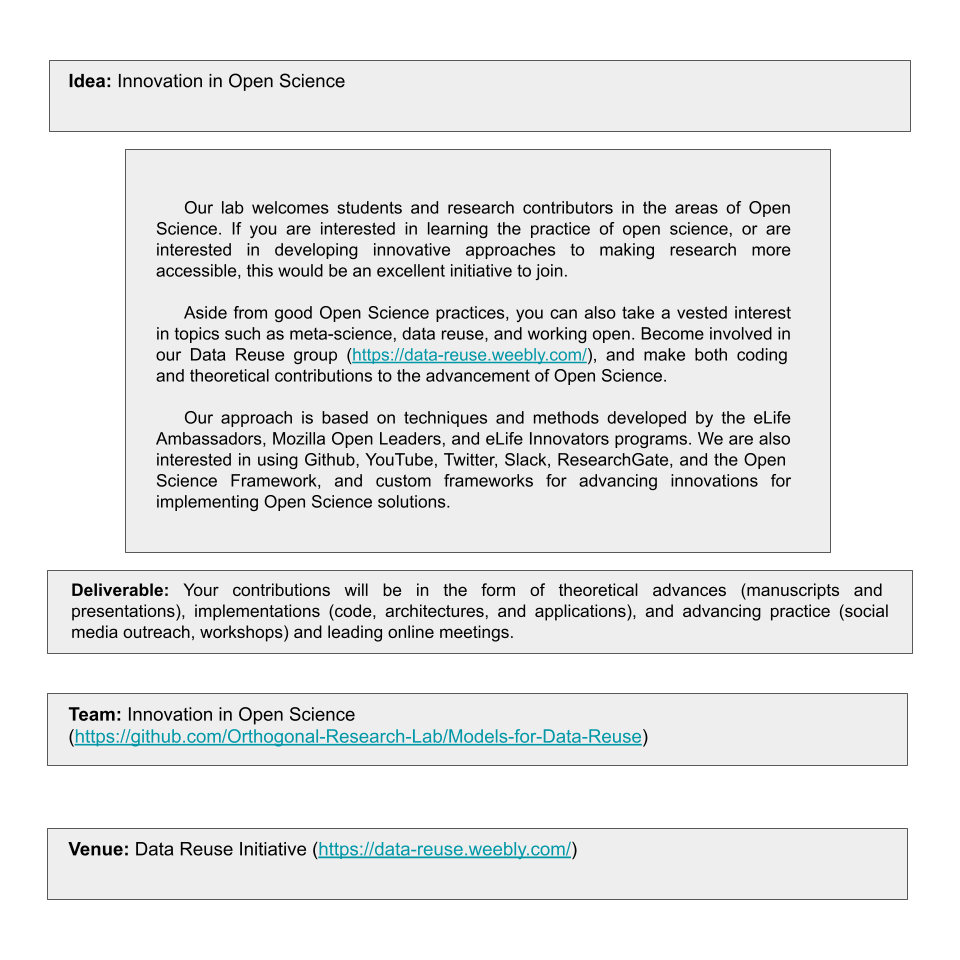 Idea: Innovation in Open Science
Our lab welcomes students and research contributors in the areas of Open
Science. If you are interested in learning the practice of open science, or are
interested in developing innovative approaches to making research more
accessible, this would be an excellent initiative to join.
Aside from good Open Science practices, you can also take a vested interest
in topics such as meta-science, data reuse, and working open. Become involved in
our Data Reuse group (https://data-reuse.weebly.com/), and make both coding
and theoretical contributions to the advancement of Open Science.
Our approach is based on techniques and methods developed by the eLife
Ambassadors, Mozilla Open Leaders, and eLife Innovators programs. We are also
interested in using Github, YouTube, Twitter, Slack, ResearchGate, and the Open
Science Framework, and custom frameworks for advancing innovations for
implementing Open Science solutions.
Deliverable: Your contributions will be in the form of theoretical advances (manuscripts and
presentations), implementations (code, architectures, and applications), and advancing practice (social
media outreach, workshops) and leading online meetings.
Team: Innovation in Open Science
(https://github.com/Orthogonal-Research-Lab/Models-for-Data-Reuse)
Venue: Data Reuse Initiative (https://data-reuse.weebly.com/)